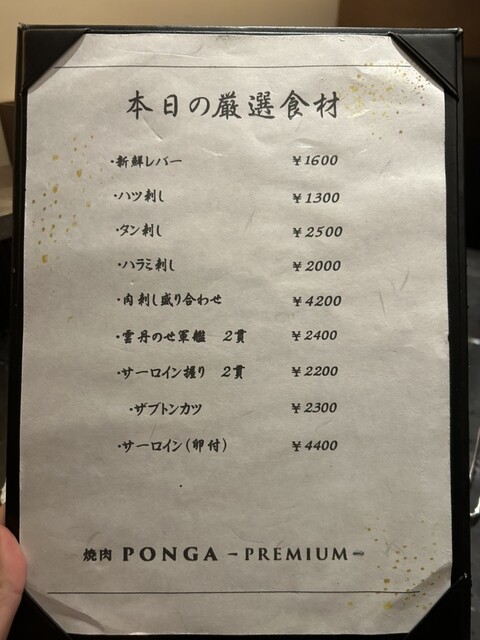 本日の厳選食材
・新鮮レバー ¥1600
・ハツ刺し ¥1300
・タン刺し ¥2500
・ハラミ刺し ¥2000
・肉刺し盛り合わせ ¥4200
・雲丹のせ軍艦 2貫 ¥2400
・サーロイン握り 2貫 ¥2200
・ザブトンカツ ¥2300
・サーロイン(卵付) ¥4400
焼肉 PONGA -PREMIUM-